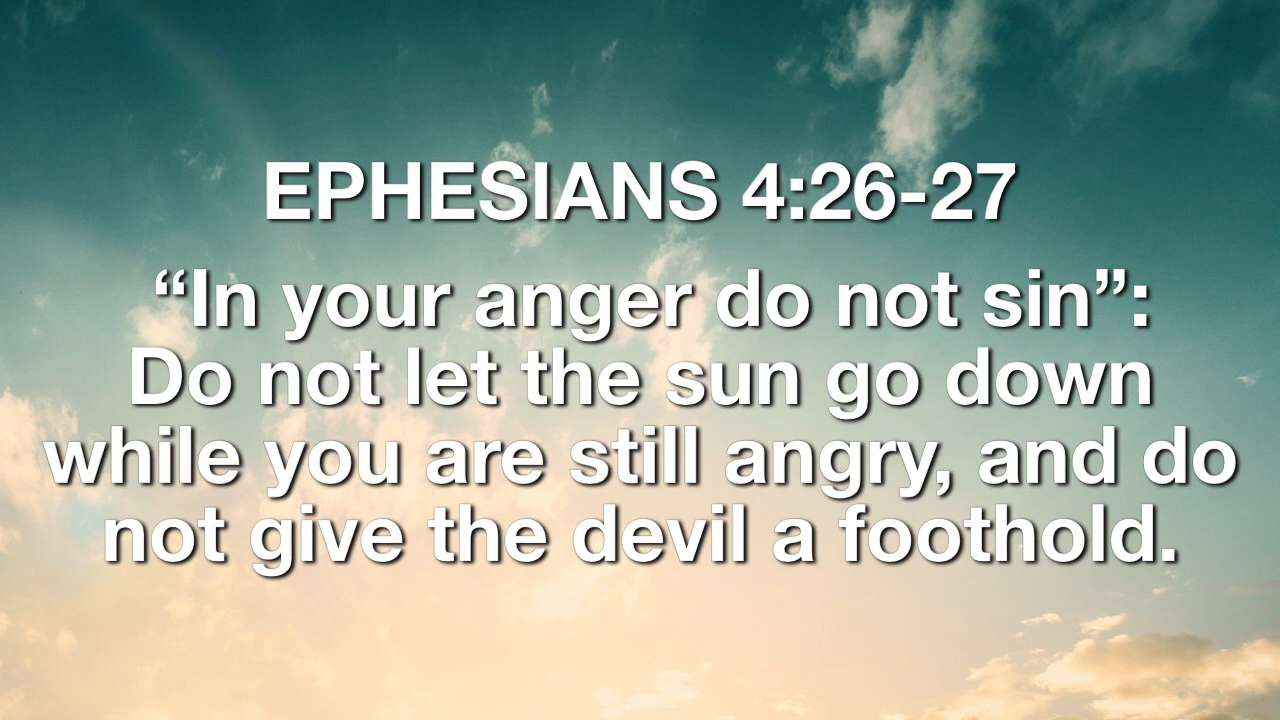 EPHESIANS 4:26-27
“In your anger do not sin”:
Do not let the sun go down
while you are still angry, and do
not give the devil a foothold.